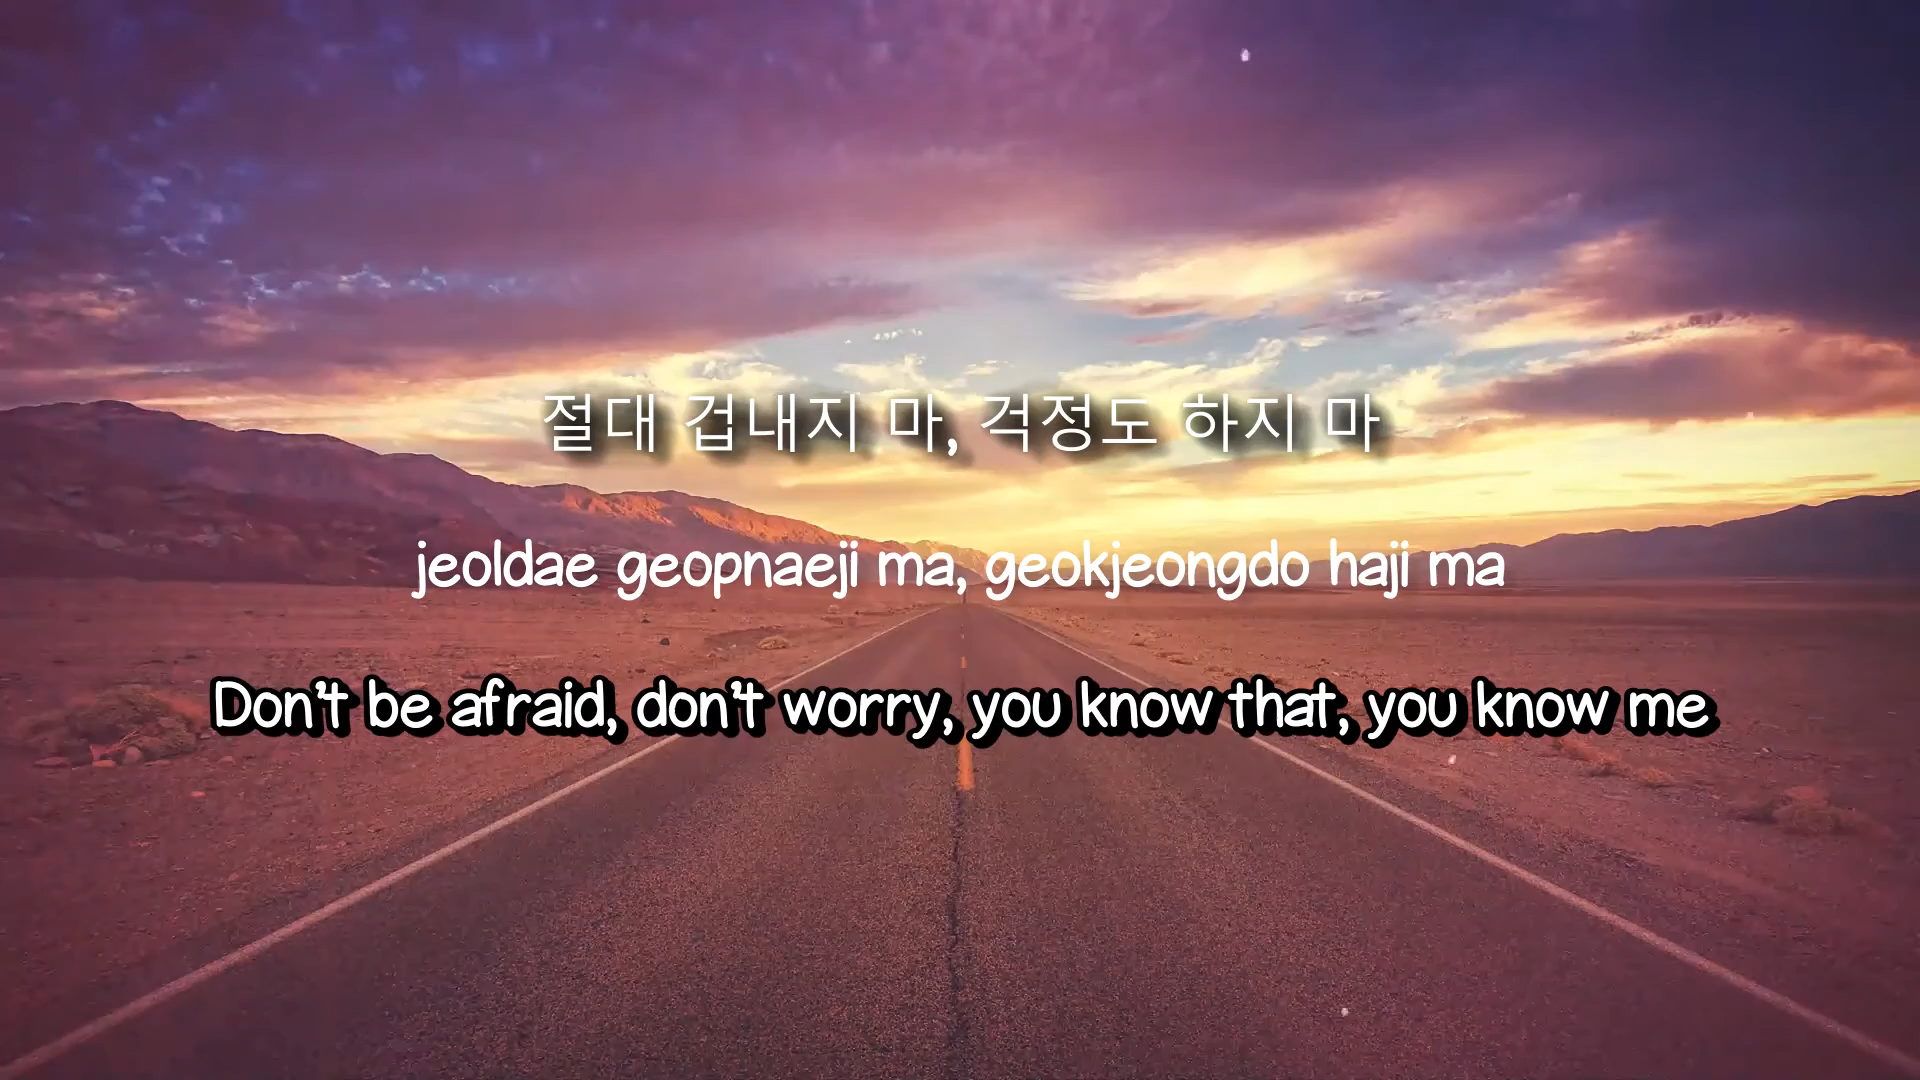 절대 겁내지 마, 걱정도 하지 마
jeoldae geopnaeji ma, geokjeongdo haji ma
Don't be afraid, don't worry, you know that, you know me